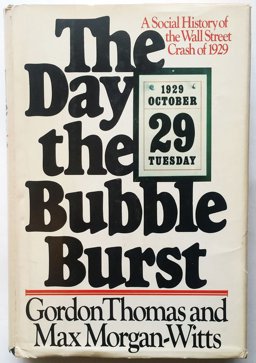 A Social History of
the Wall Street
Crash of 1929
The
Day
the
Bubble
Burst
1929
OCTOBER
29
TUESDAY
Gordon Thomas and
Max Morgan-Witts